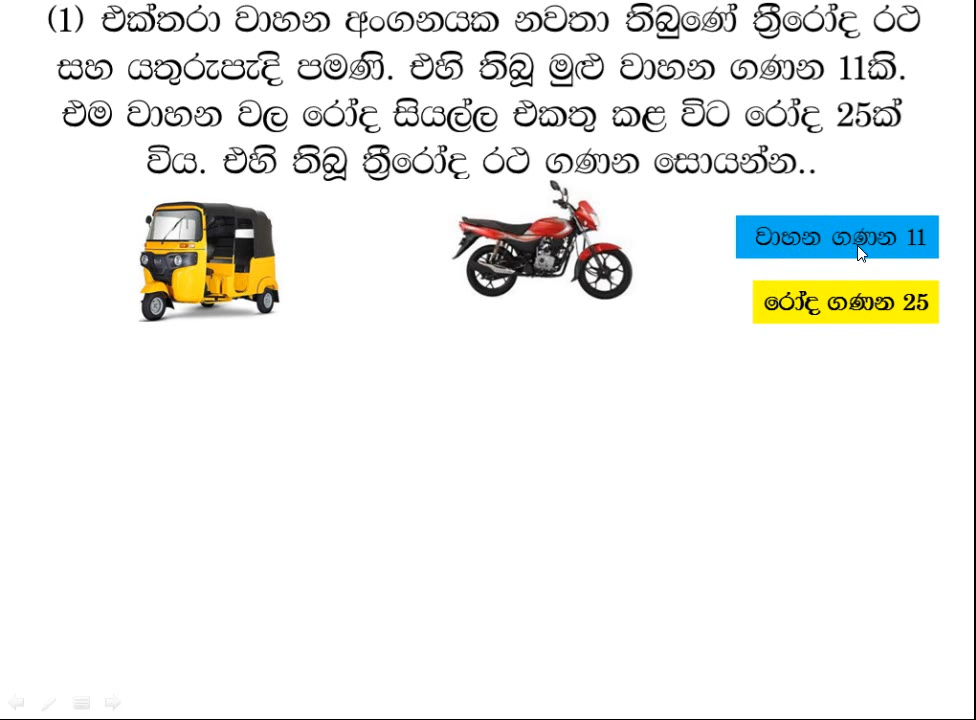 (1) එක්තරා වාහන අංගනයක නවතා තිබුණේ ත්‍රීරෝද රථ
සහ යතුරුපැදි පමණි. එහි තිබූ මුළු වාහන ගණන 11කි.
එම වාහන වල රෝද සියල්ල එකතු කළ විට රෝද 25ක්
විය. එහි තිබූ ත්‍රීරෝද රථ ගණන සොයන්න..
වාහන ගණන 11
රෝද ගණන 25